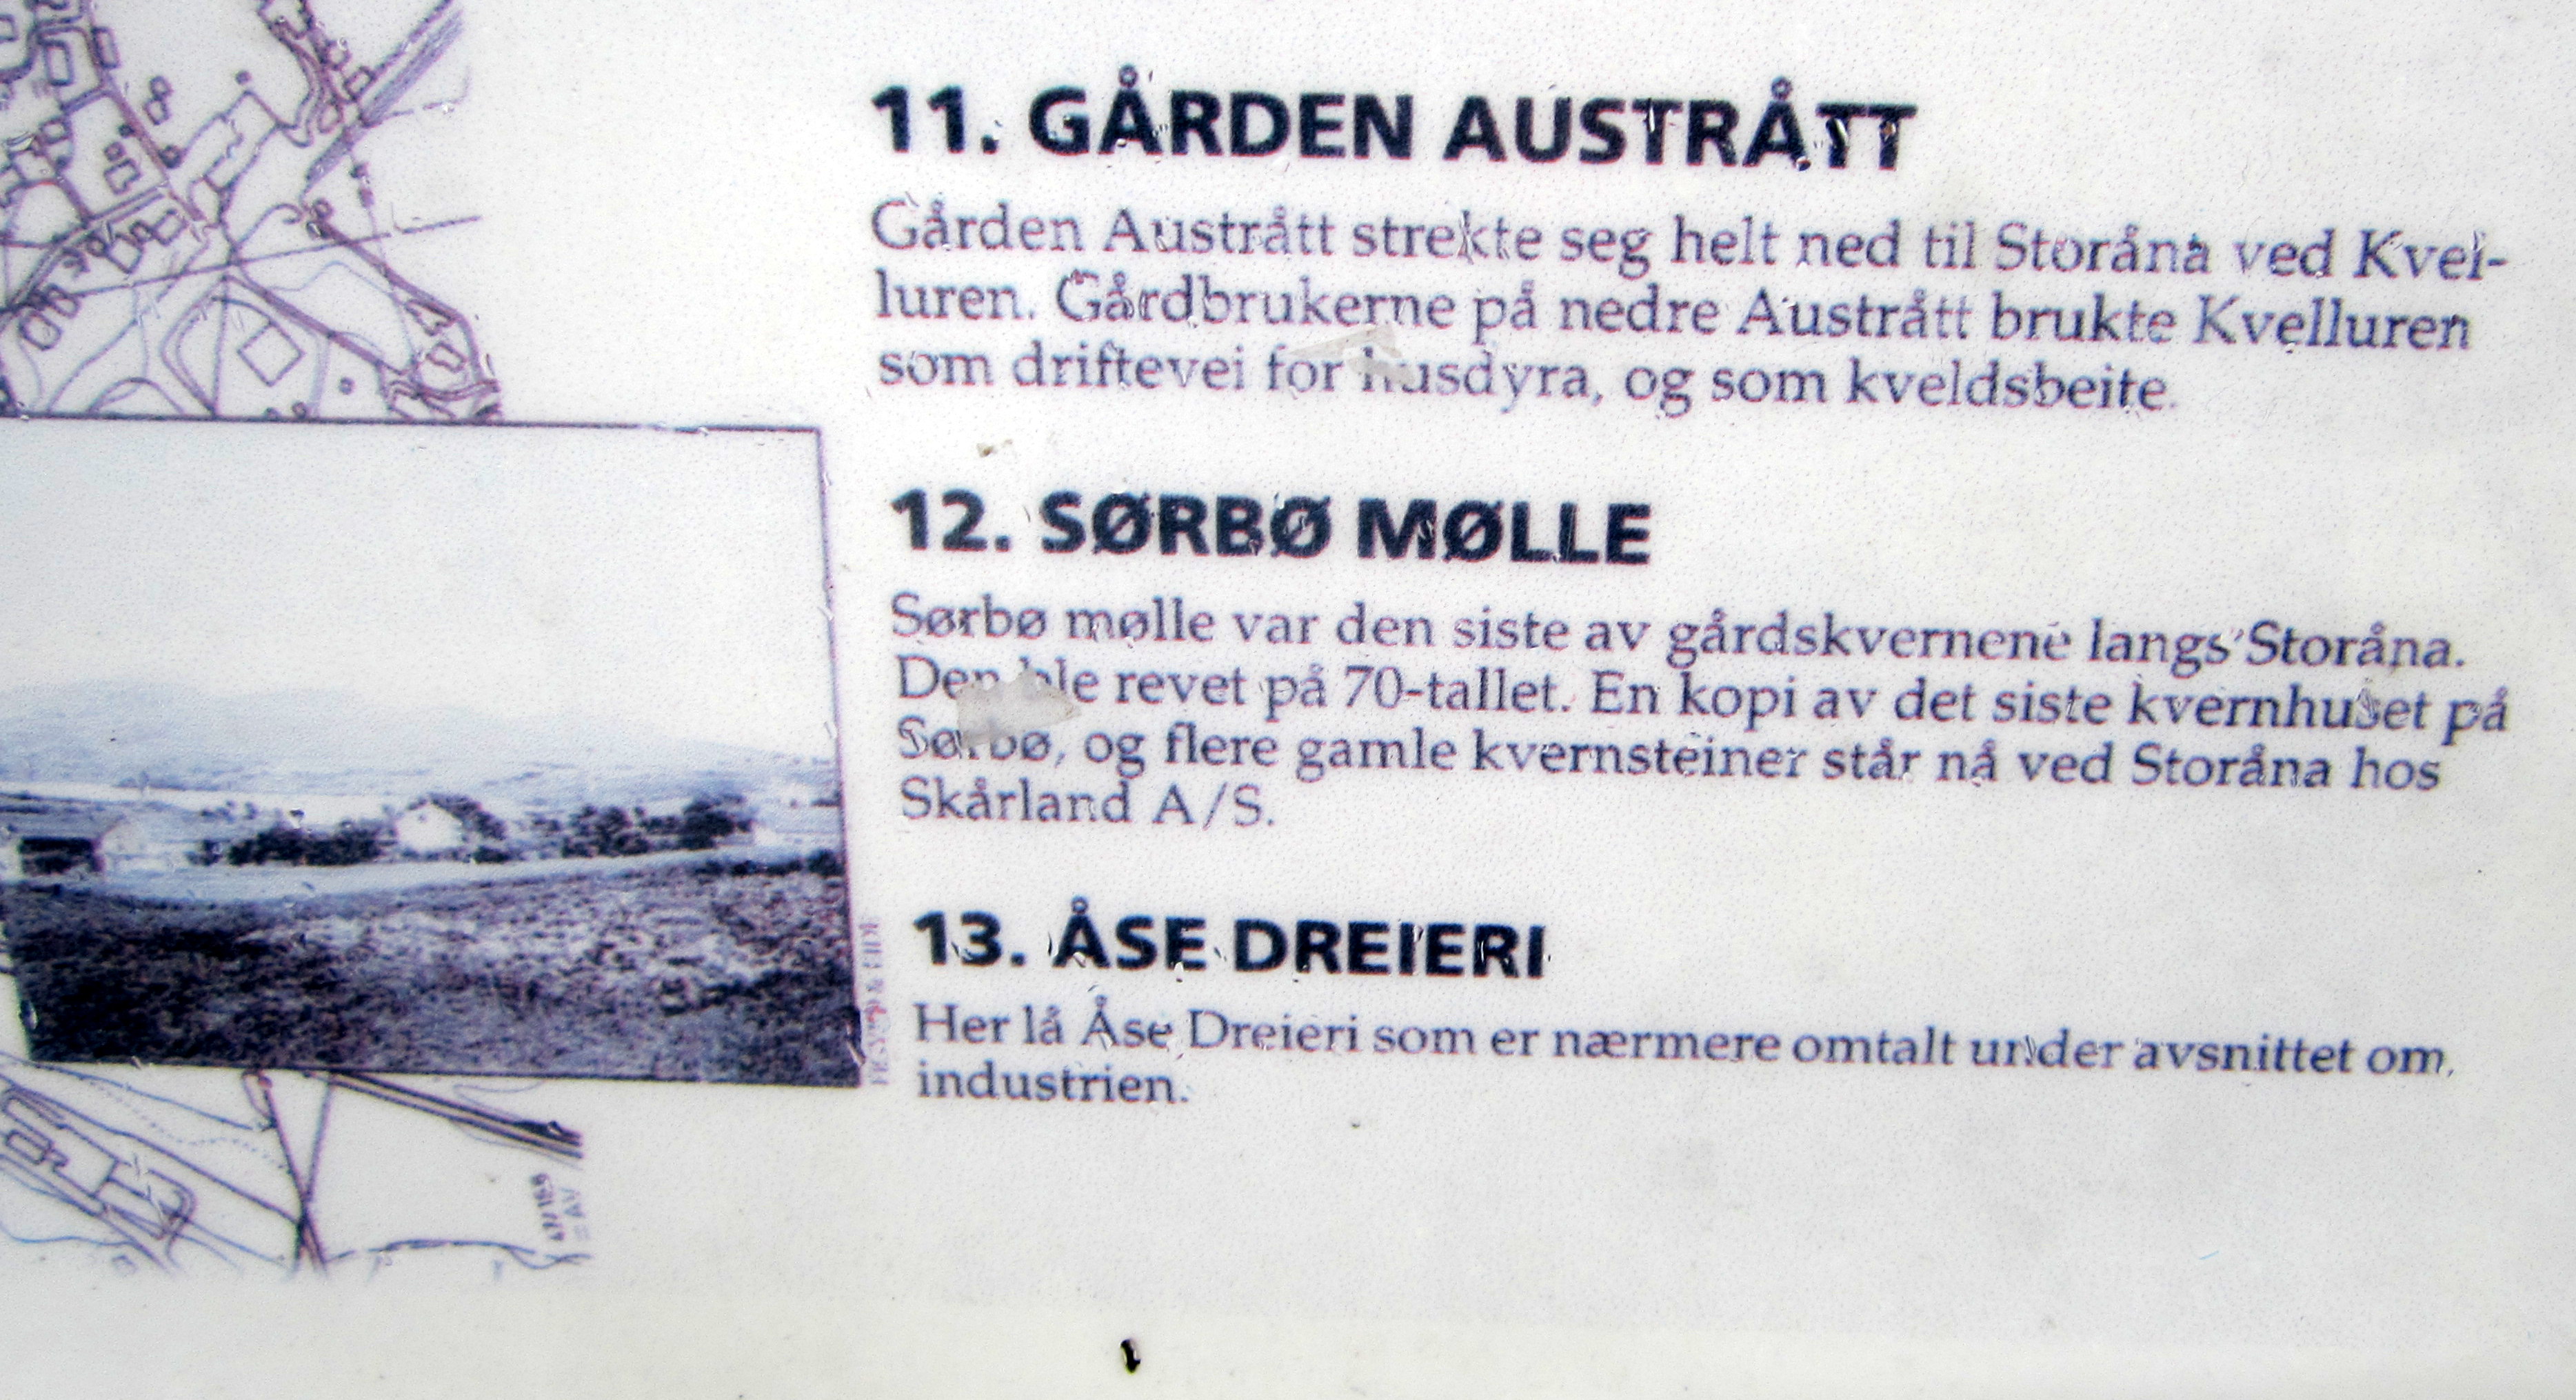 11. GÅRDEN AUSTRÅTT
Gården Austrått strekte seg helt ned til Storåna ved Kvel-
luren. Gårdbrukerne på nedre Austrått brukte Kvelluren
som driftevei for husdyra, og som kveldsbeite.
12. SØRBØ MØLLE
Sørbø mølle var den siste av gårdskvernene langs Storåna.
Den ble revet på 70-tallet. En kopi av det siste kvernhuset på
Sørbø, og flere gamle kvernsteiner står nå ved Storåna hos
Skårland A/S.
13. ÅSE DREIERI
Her lå Åse Dreieri som er nærmere omtalt under avsnittet om
industrien.